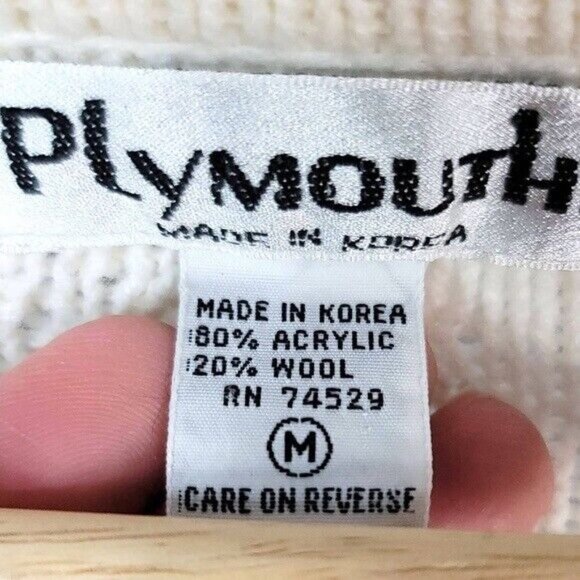 PlyMOUTH
MADE IN KOREA
MADE IN KOREA
80% ACRYLIC
20% WOOL
RN 74529
M
CARE ON REVERSE